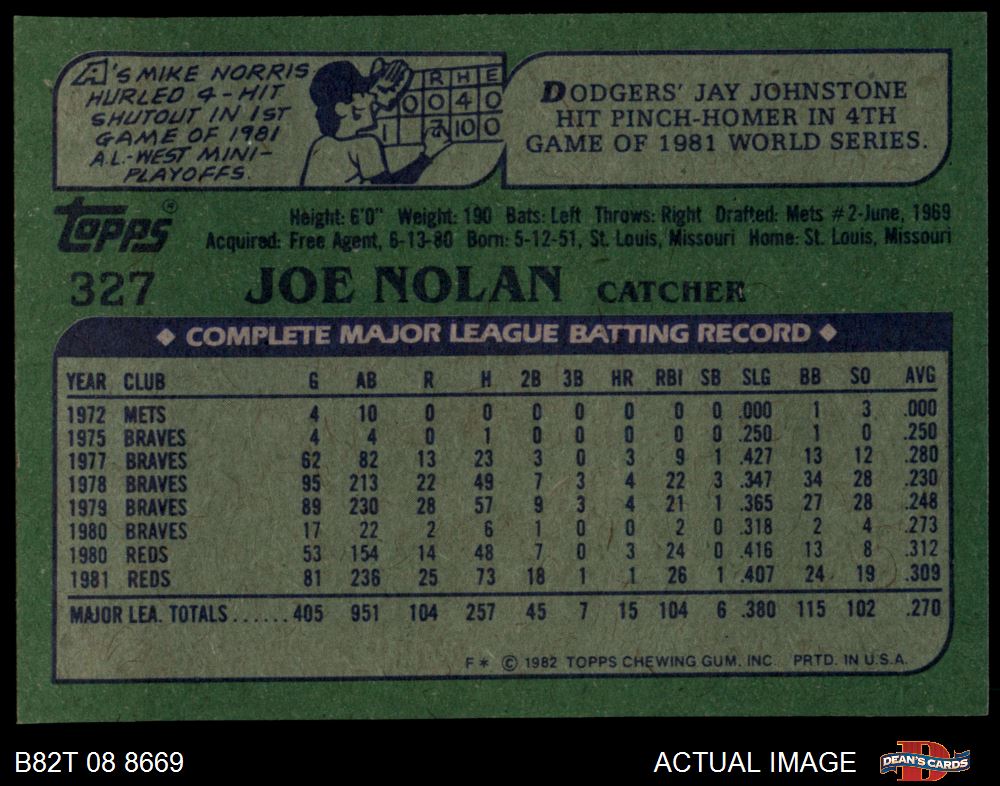 A'S MIKE NORRIS
HURLED 4-HIT
SHUTOUT IN 1ST
GAME OF 1981
A.L.-WEST MINI-
PLAYOFFS.
R H E
0 0 4 0
1 7 10 0
DODGERS' JAY JOHNSTONE
HIT PINCH-HOMER IN 4TH
GAME OF 1981 WORLD SERIES.
topps®
Height: 6'0" Weight: 190 Bats: Left Throws: Right Drafted: Mets #2-June, 1969
Acquired: Free Agent, 6-13-80 Born: 5-12-51, St. Louis, Missouri Home: St. Louis, Missouri
327 JOE NOLAN CATCHER
◆ COMPLETE MAJOR LEAGUE BATTING RECORD ◆
YEAR CLUB G AB R H 2B 3B HR RBI SB SLG BB SO AVG
1972 METS 4 10 0 0 0 0 0 0 0 .000 1 3 .000
1975 BRAVES 4 4 0 1 0 0 0 0 0 .250 1 0 .250
1977 BRAVES 62 82 13 23 3 0 3 9 1 .427 13 12 .280
1978 BRAVES 95 213 22 49 7 3 4 22 3 .347 34 28 .230
1979 BRAVES 89 230 28 57 9 3 4 21 1 .365 27 28 .248
1980 BRAVES 17 22 2 6 1 0 0 2 0 .318 2 4 .273
1980 REDS 53 154 14 48 7 0 3 24 0 .416 13 8 .312
1981 REDS 81 236 25 73 18 1 1 26 1 .407 24 19 .309
MAJOR LEA. TOTALS......405 951 104 257 45 7 15 104 6 .380 115 102 .270
F* © 1982 TOPPS CHEWING GUM. INC PRTD. IN U.S.A.
B82T 08 8669
ACTUAL IMAGE
D
DEAN'S CARDS